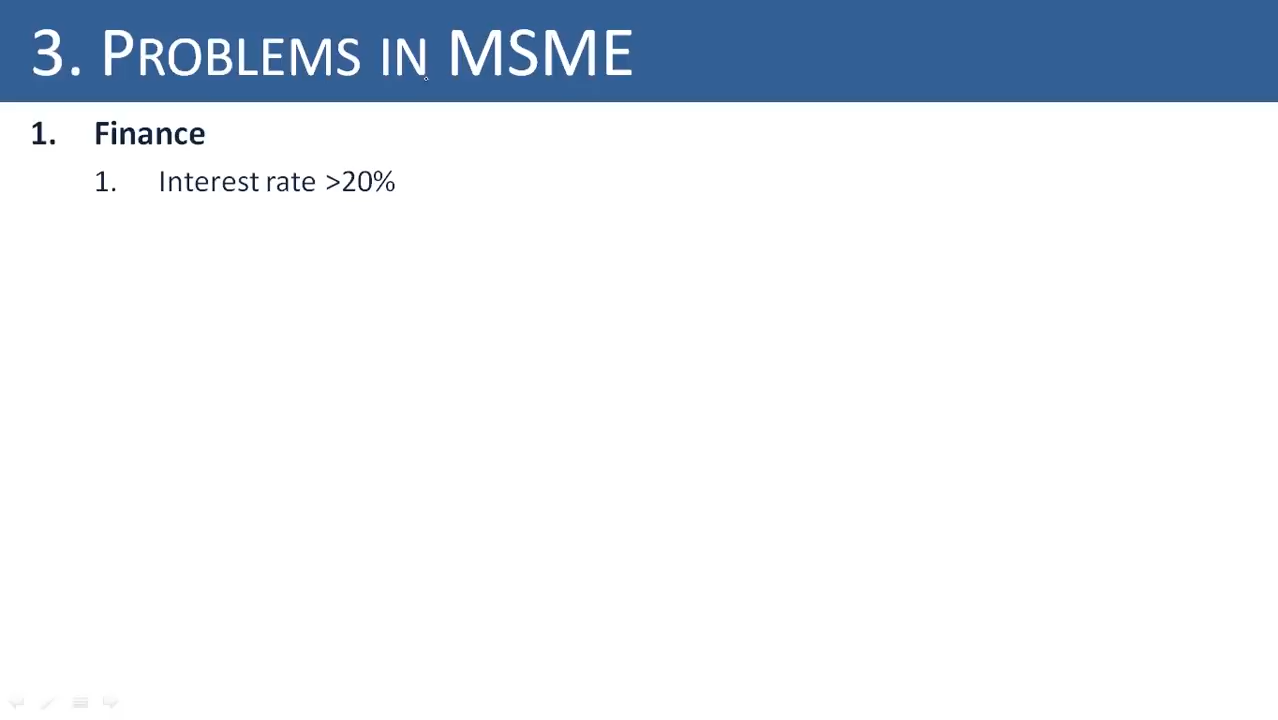 3. PROBLEMS IN MSME
1. Finance
1. Interest rate >20%